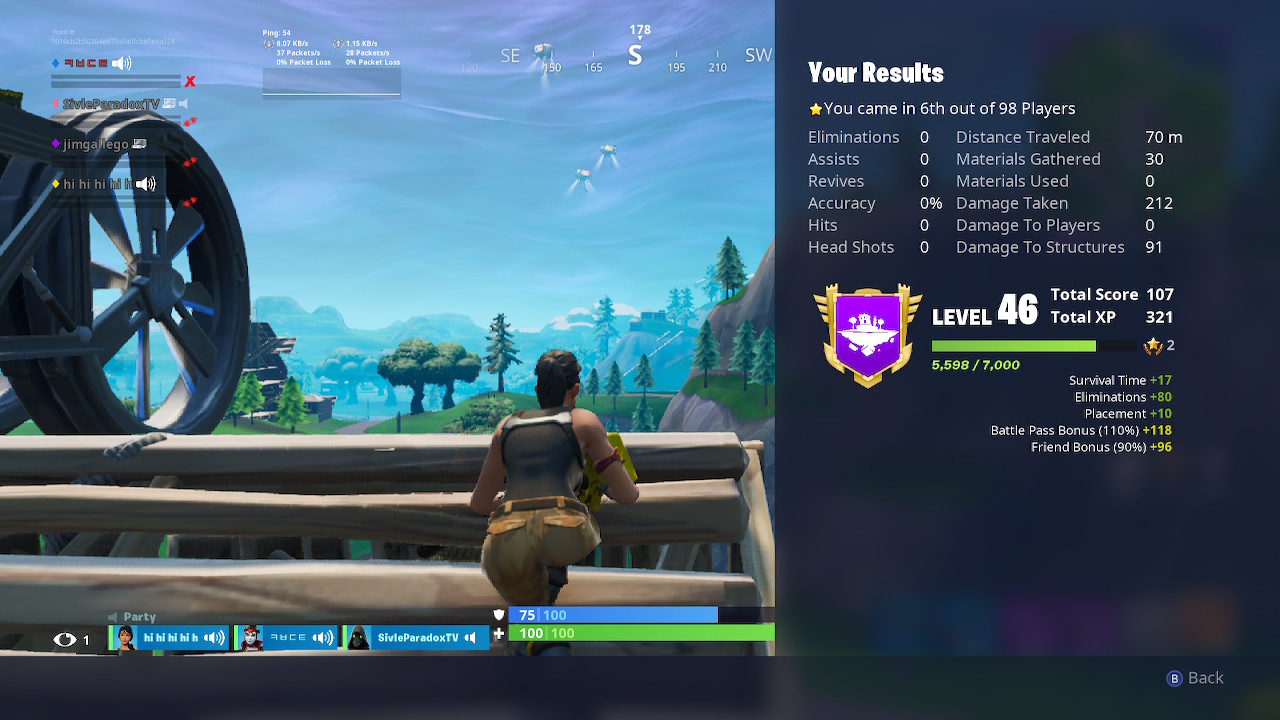 Ping: 54
8.07 KB/s 1.15 KB/s
37 Packets/s 28 Packets/s
0% Packet Loss 0% Packet Loss
178
120 SE 150 165 S 195 210 SW
SivleParadoxTV
jimgallego
hi hi hi hi h
Party
1
hi hi hi hi h
ㅋㅂㄷㅌ
SivleParadoxTV
75 | 100
100 | 100
Your Results
You came in 6th out of 98 Players
Eliminations 0 Distance Traveled 70 m
Assists 0 Materials Gathered 30
Revives 0 Materials Used 0
Accuracy 0% Damage Taken 212
Hits 0 Damage To Players 0
Head Shots 0 Damage To Structures 91
LEVEL 46
Total Score 107
Total XP 321
2
5,598 / 7,000
Survival Time +17
Eliminations +80
Placement +10
Battle Pass Bonus (110%) +118
Friend Bonus (90%) +96
B Back